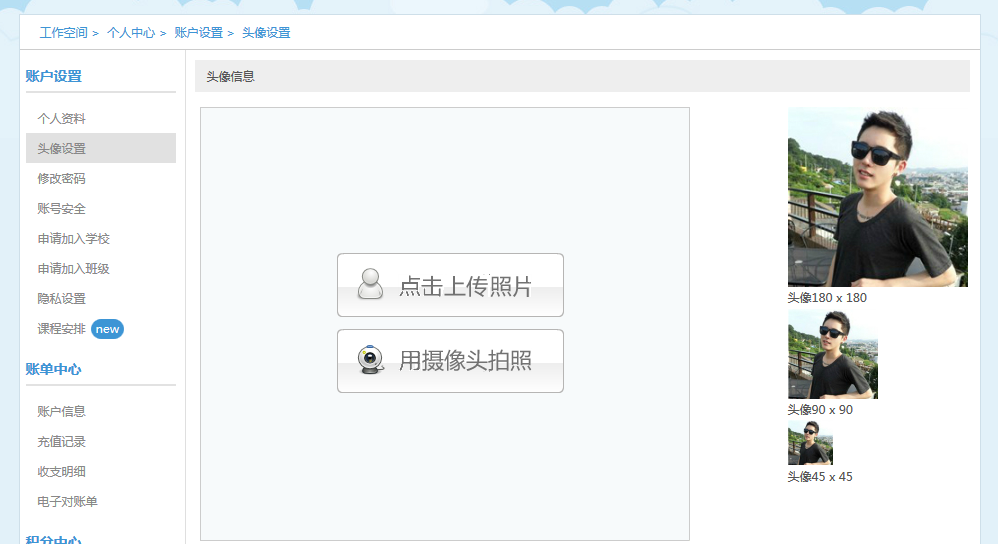 工作空间 > 个人中心 > 账户设置 > 头像设置
账户设置
个人资料
头像设置
修改密码
账号安全
申请加入学校
申请加入班级
隐私设置
课程安排 new
账单中心
账户信息
充值记录
收支明细
电子对账单
积分中心
头像信息
点击上传照片
用摄像头拍照
头像180 x 180
头像90 x 90
头像45 x 45